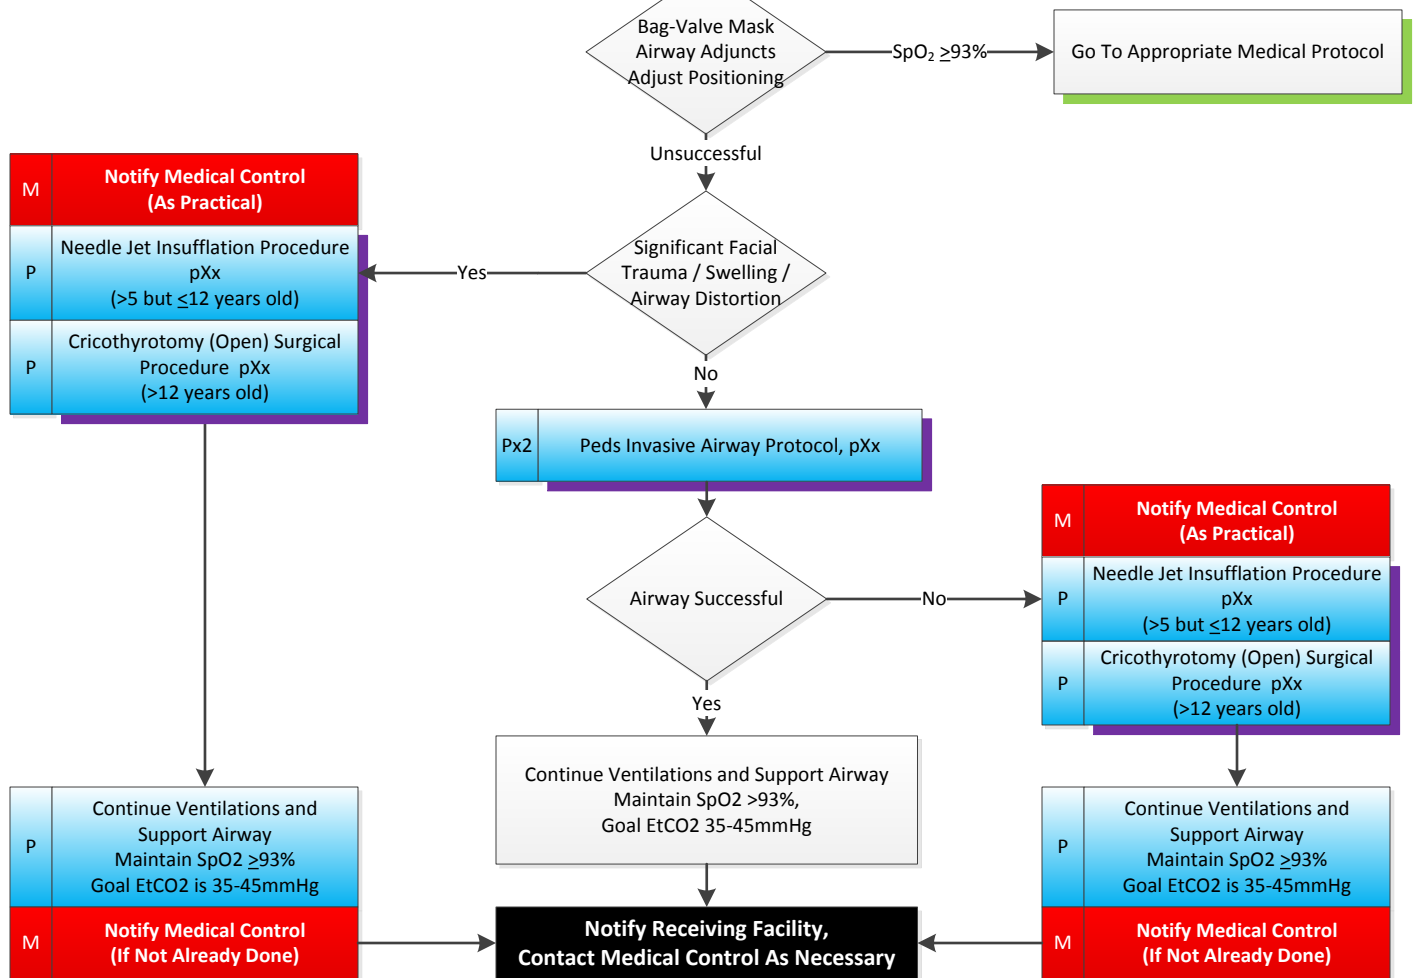 Bag-Valve Mask
Airway Adjuncts
Adjust Positioning
SpO₂ ≥93%
Go To Appropriate Medical Protocol
Unsuccessful
M
Notify Medical Control
(As Practical)
P
Needle Jet Insufflation Procedure
pXx
(>5 but ≤12 years old)
P
Cricothyrotomy (Open) Surgical
Procedure pXx
(>12 years old)
Yes
Significant Facial
Trauma / Swelling /
Airway Distortion
No
Px2
Peds Invasive Airway Protocol, pXx
Airway Successful
No
M
Notify Medical Control
(As Practical)
P
Needle Jet Insufflation Procedure
pXx
(>5 but ≤12 years old)
P
Cricothyrotomy (Open) Surgical
Procedure pXx
(>12 years old)
Yes
Continue Ventilations and Support Airway
Maintain SpO2 >93%,
Goal EtCO2 35-45mmHg
P
Continue Ventilations and
Support Airway
Maintain SpO2 ≥93%
Goal EtCO2 is 35-45mmHg
M
Notify Medical Control
(If Not Already Done)
Notify Receiving Facility,
Contact Medical Control As Necessary
P
Continue Ventilations and
Support Airway
Maintain SpO2 ≥93%
Goal EtCO2 is 35-45mmHg
M
Notify Medical Control
(If Not Already Done)